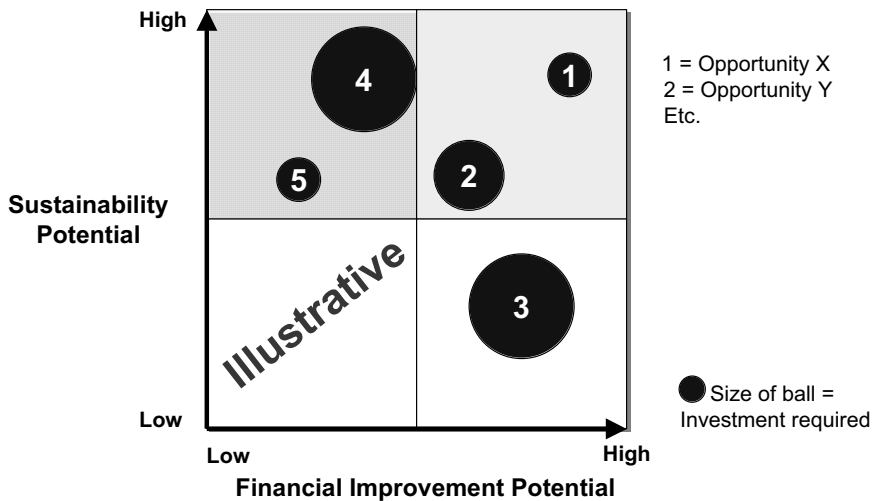 High
4
1
1 = Opportunity X
2 = Opportunity Y
Etc.
5
2
Sustainability
Potential
Illustrative
3
Size of ball =
Investment required
Low
Low
High
Financial Improvement Potential